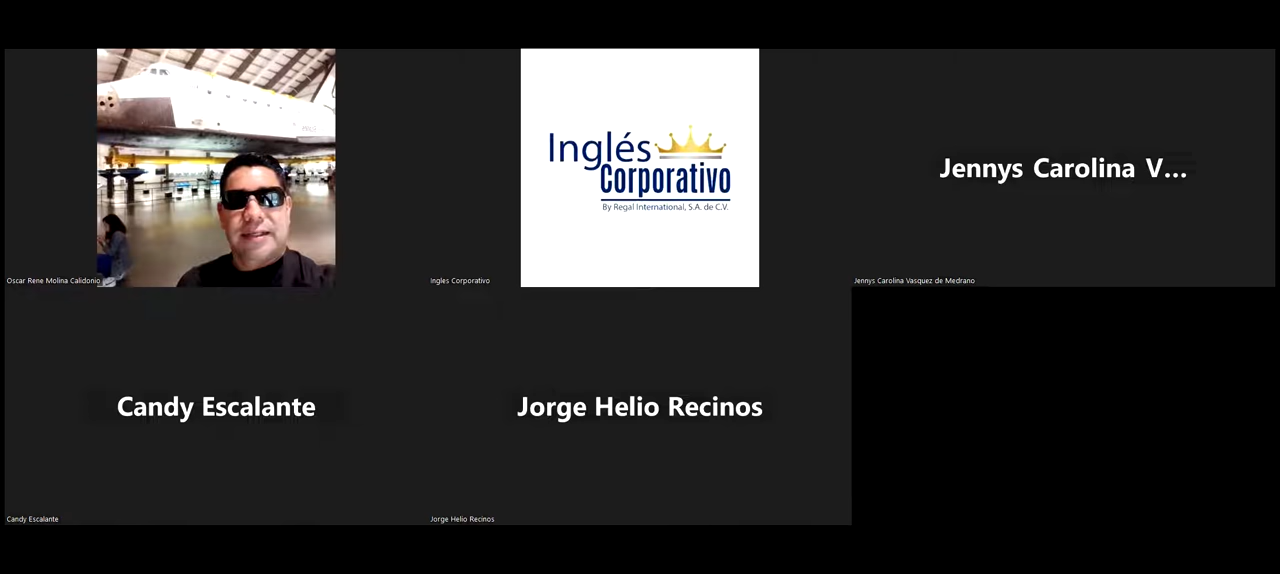 Inglés
Corporativo
By Regal International, S.A. de C.V.
Jennys Carolina V...
Oscar Rene Molina Calidonio
Ingles Corporativo
Jennys Carolina Vasquez de Medrano
Candy Escalante
Jorge Helio Recinos
Candy Escalante
Jorge Helio Recinos